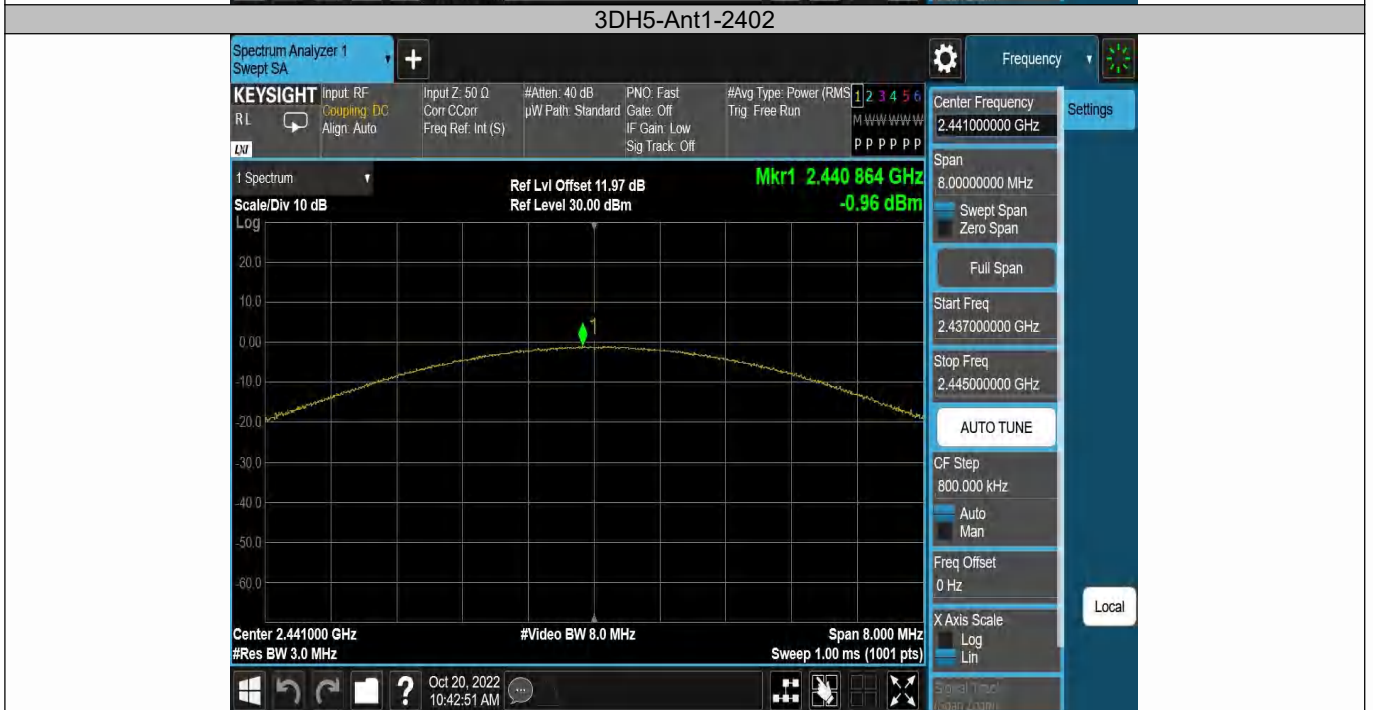 3DH5-Ant1-2402
Spectrum Analyzer 1
Swept SA
+
Frequency
KEYSIGHT
RL
LXI
Input: RF
Coupling: DC
Align: Auto
Input Z: 50 Ω
Corr CCorr
Freq Ref: Int (S)
#Atten: 40 dB
µW Path: Standard
PNO: Fast
Gate: Off
IF Gain: Low
Sig Track: Off
#Avg Type: Power (RMS
Trig: Free Run
1 2 3 4 5 6
M W W W W W
P P P P P P
Center Frequency
2.441000000 GHz
Settings
1 Spectrum
Scale/Div 10 dB
Ref Lvl Offset 11.97 dB
Ref Level 30.00 dBm
Mkr1 2.440 864 GHz
-0.96 dBm
Span
8.00000000 MHz
Swept Span
Zero Span
Full Span
Start Freq
2.437000000 GHz
Stop Freq
2.445000000 GHz
AUTO TUNE
CF Step
800.000 kHz
Auto
Man
Freq Offset
0 Hz
X Axis Scale
Log
Lin
Local
Log
20.0
10.0
0.00
-10.0
-20.0
-30.0
-40.0
-50.0
-60.0
1
Center 2.441000 GHz
#Res BW 3.0 MHz
#Video BW 8.0 MHz
Span 8.000 MHz
Sweep 1.00 ms (1001 pts)
?
Oct 20, 2022
10:42:51 AM
Signal Track
(Span Zoom)